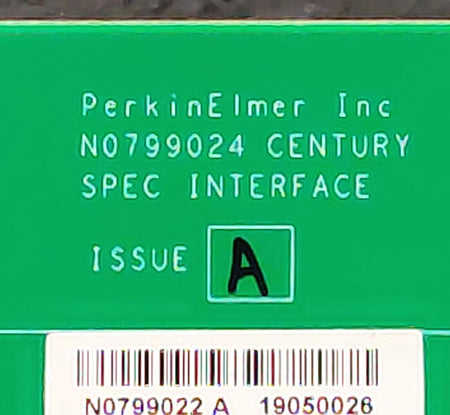 PerkinElmer Inc
N0799024 CENTURY
SPEC INTERFACE
ISSUE A
N0799022 A 19050026